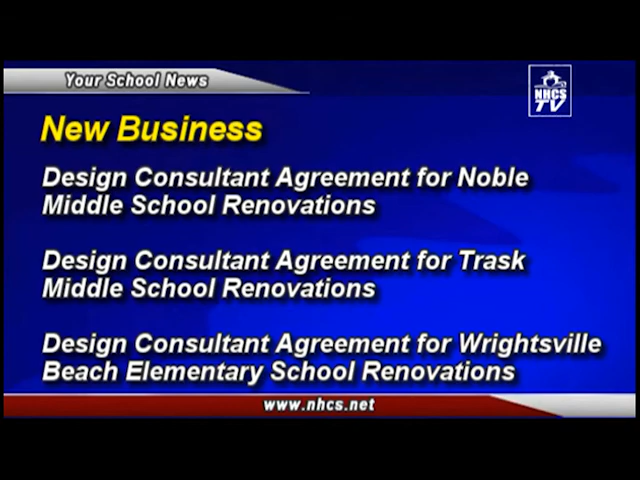 Your School News
NHCS
TV
New Business
Design Consultant Agreement for Noble
Middle School Renovations
Design Consultant Agreement for Trask
Middle School Renovations
Design Consultant Agreement for Wrightsville
Beach Elementary School Renovations
www.nhcs.net